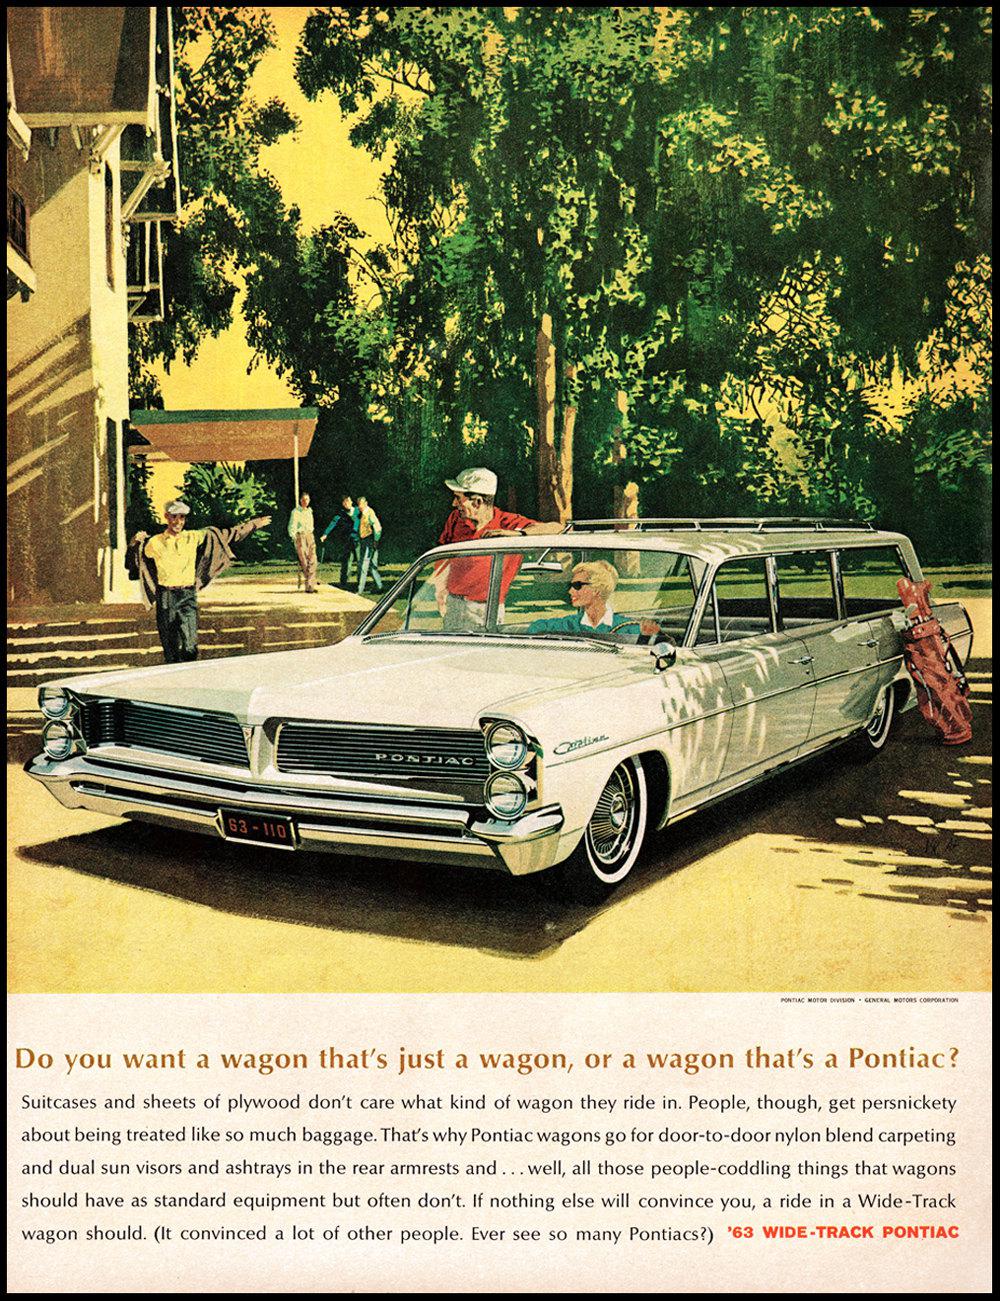 Catalina
PONTIAC
63-110
PONTIAC MOTOR DIVISION • GENERAL MOTORS CORPORATION
Do you want a wagon that's just a wagon, or a wagon that's a Pontiac?
Suitcases and sheets of plywood don't care what kind of wagon they ride in. People, though, get persnickety
about being treated like so much baggage. That's why Pontiac wagons go for door-to-door nylon blend carpeting
and dual sun visors and ashtrays in the rear armrests and . . . well, all those people-coddling things that wagons
should have as standard equipment but often don't. If nothing else will convince you, a ride in a Wide-Track
wagon should. (It convinced a lot of other people. Ever see so many Pontiacs?) '63 WIDE-TRACK PONTIAC